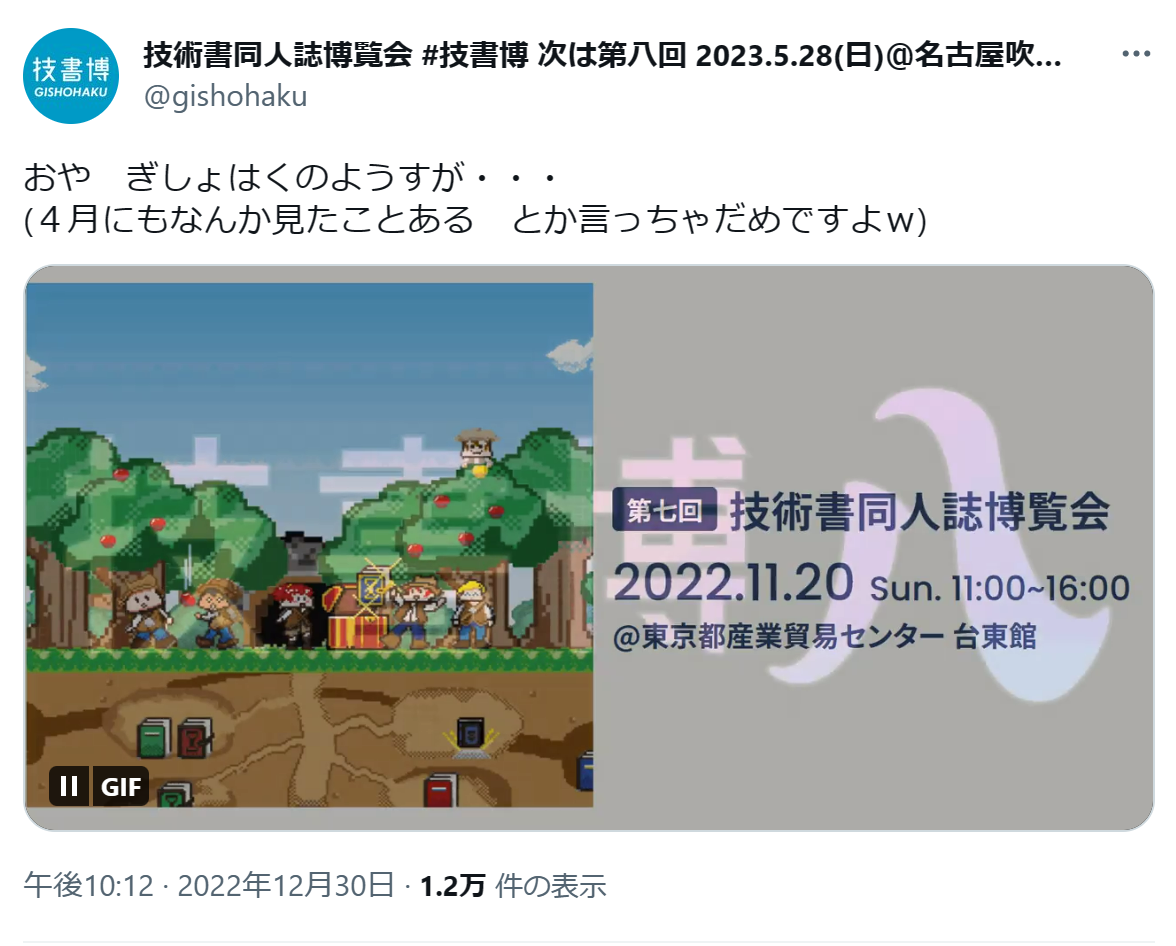 技書博
GISHOHAKU
技術書同人誌博覧会 #技書博 次は第八回 2023.5.28(日)@名古屋吹…
@gishohaku
おや　ぎしょはくのようすが・・・
(４月にもなんか見たことある　とか言っちゃだめですよｗ)
博八
第七回 技術書同人誌博覧会
2022.11.20 Sun. 11:00~16:00
@東京都産業貿易センター 台東館
GIF
午後10:12 · 2022年12月30日 · 1.2万 件の表示